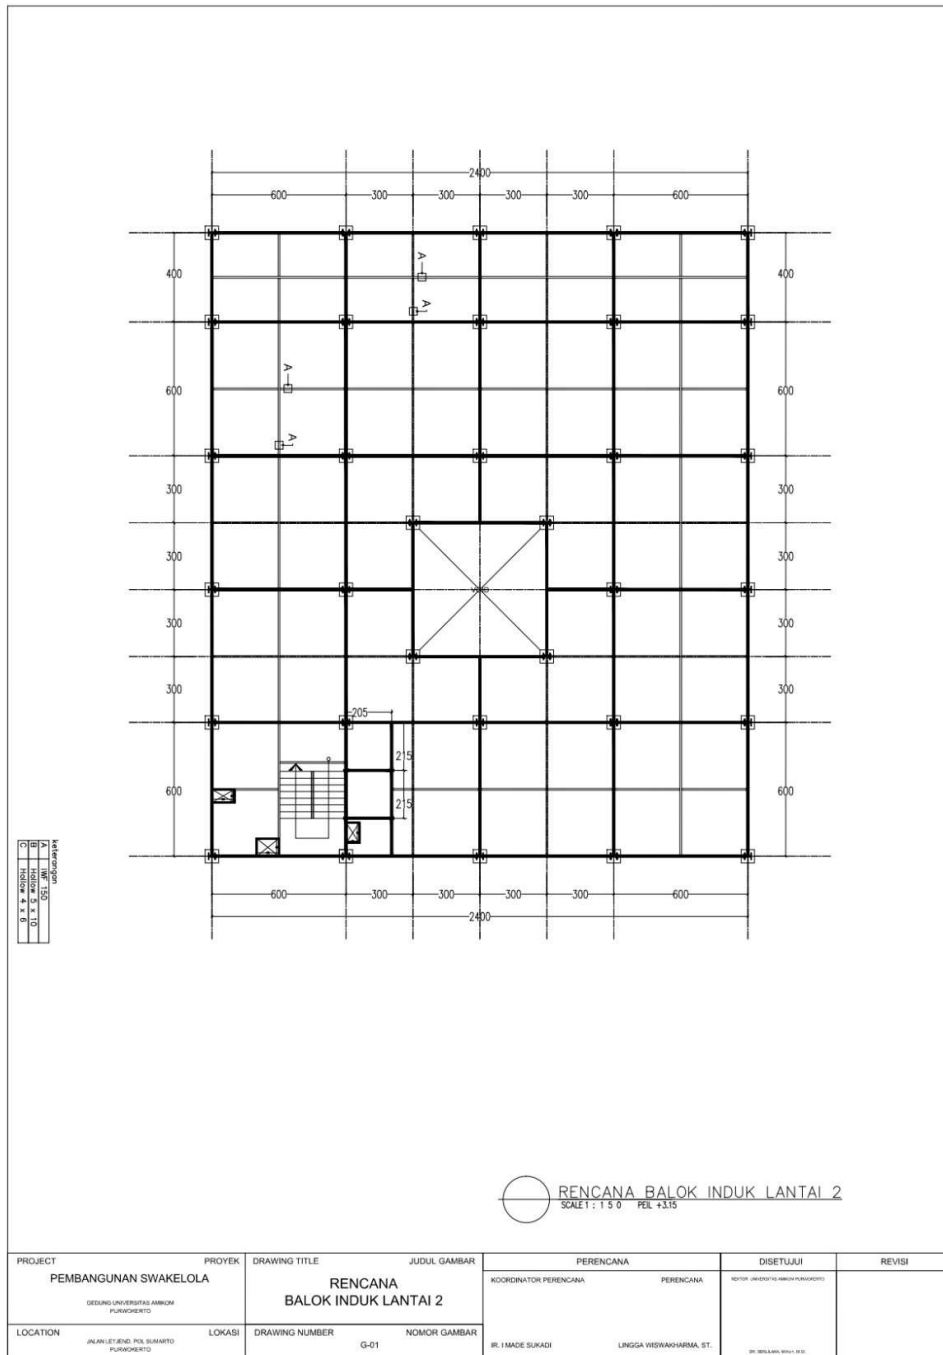 2400
600 300 300 300 300 600
400 400
A
A
600 600
A
A
300 300
300 300
300 300
300 300
205
215
600 600
215
600 300 300 300 300 600
2400
keterangan
A IWF 150
B Hollow 5 x 10
C Hollow 4 x 6
RENCANA BALOK INDUK LANTAI 2
SCALE 1 : 1 5 0 PEIL +3.15
PROJECT PROYEK
PEMBANGUNAN SWAKELOLA
GEDUNG UNIVERSITAS AMIKOM
PURWOKERTO
LOCATION LOKASI
JALAN LETJEND. POL SUMARTO
PURWOKERTO
DRAWING TITLE JUDUL GAMBAR
RENCANA
BALOK INDUK LANTAI 2
DRAWING NUMBER NOMOR GAMBAR
G-01
PERENCANA
KOORDINATOR PERENCANA PERENCANA
IR. I MADE SUKADI LINGGA WISWAKHARMA, ST.
DISETUJUI
REKTOR UNIVERSITAS AMIKOM PURWOKERTO
REVISI